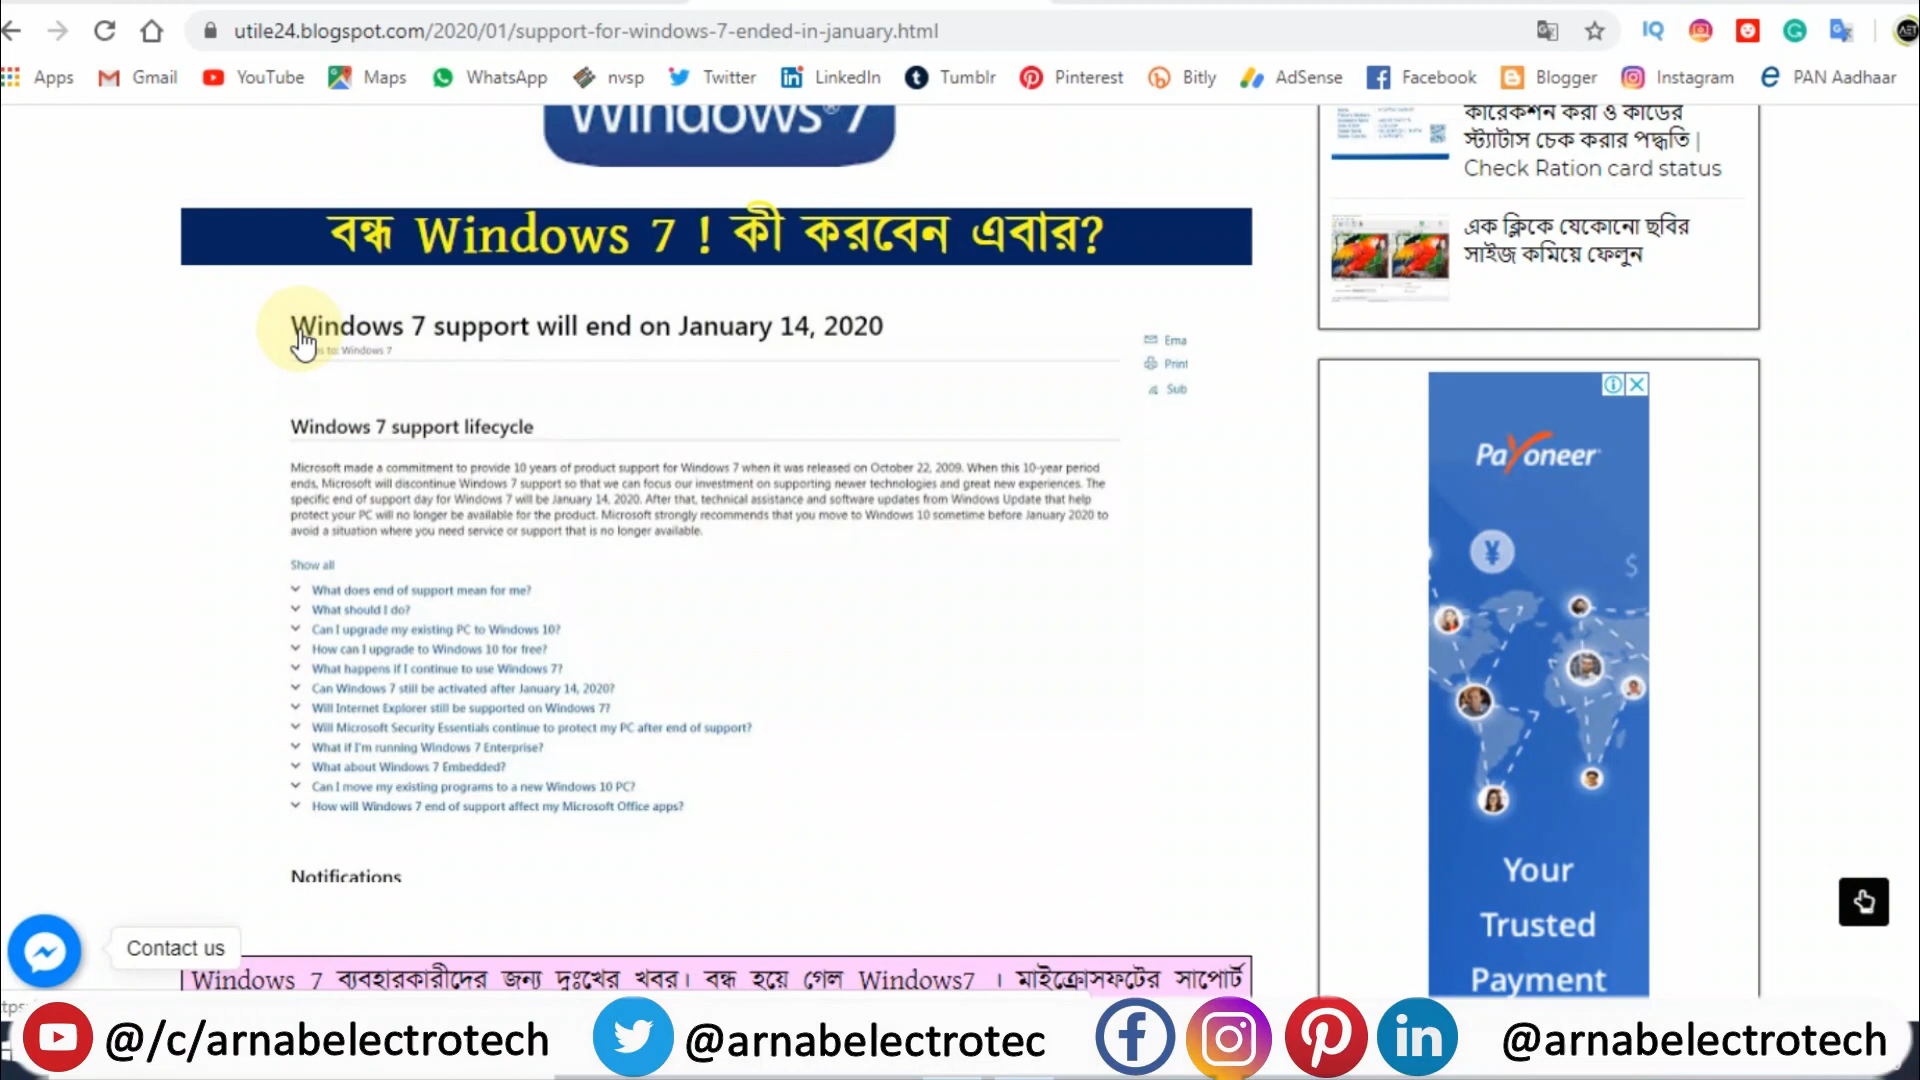 utile24.blogspot.com/2020/01/support-for-windows-7-ended-in-january.html
Apps Gmail YouTube Maps WhatsApp nvsp Twitter LinkedIn Tumblr Pinterest Bitly AdSense Facebook Blogger Instagram PAN Aadhaar
Windows® 7
বন্ধ Windows 7 ! কী করবেন এবার?
Windows 7 support will end on January 14, 2020
to: Windows 7
Ema
Print
Sub
Windows 7 support lifecycle
Microsoft made a commitment to provide 10 years of product support for Windows 7 when it was released on October 22, 2009. When this 10-year period
ends, Microsoft will discontinue Windows 7 support so that we can focus our investment on supporting newer technologies and great new experiences. The
specific end of support day for Windows 7 will be January 14, 2020. After that, technical assistance and software updates from Windows Update that help
protect your PC will no longer be available for the product. Microsoft strongly recommends that you move to Windows 10 sometime before January 2020 to
avoid a situation where you need service or support that is no longer available.
Show all
What does end of support mean for me?
What should I do?
Can I upgrade my existing PC to Windows 10?
How can I upgrade to Windows 10 for free?
What happens if I continue to use Windows 7?
Can Windows 7 still be activated after January 14, 2020?
Will Internet Explorer still be supported on Windows 7?
Will Microsoft Security Essentials continue to protect my PC after end of support?
What if I'm running Windows 7 Enterprise?
What about Windows 7 Embedded?
Can I move my existing programs to a new Windows 10 PC?
How will Windows 7 end of support affect my Microsoft Office apps?
Notifications
Windows 7 ব্যবহারকারীদের জন্য দুঃখের খবর। বন্ধ হয়ে গেল Windows7 । মাইক্রোসফটের সাপোর্ট
কারেকশন করা ও কার্ডের
স্ট্যাটাস চেক করার পদ্ধতি |
Check Ration card status
এক ক্লিকে যেকোনো ছবির
সাইজ কমিয়ে ফেলুন
Payoneer
¥
$
Your
Trusted
Payment
Contact us
@/c/arnabelectrotech @arnabelectrotec @arnabelectrotech